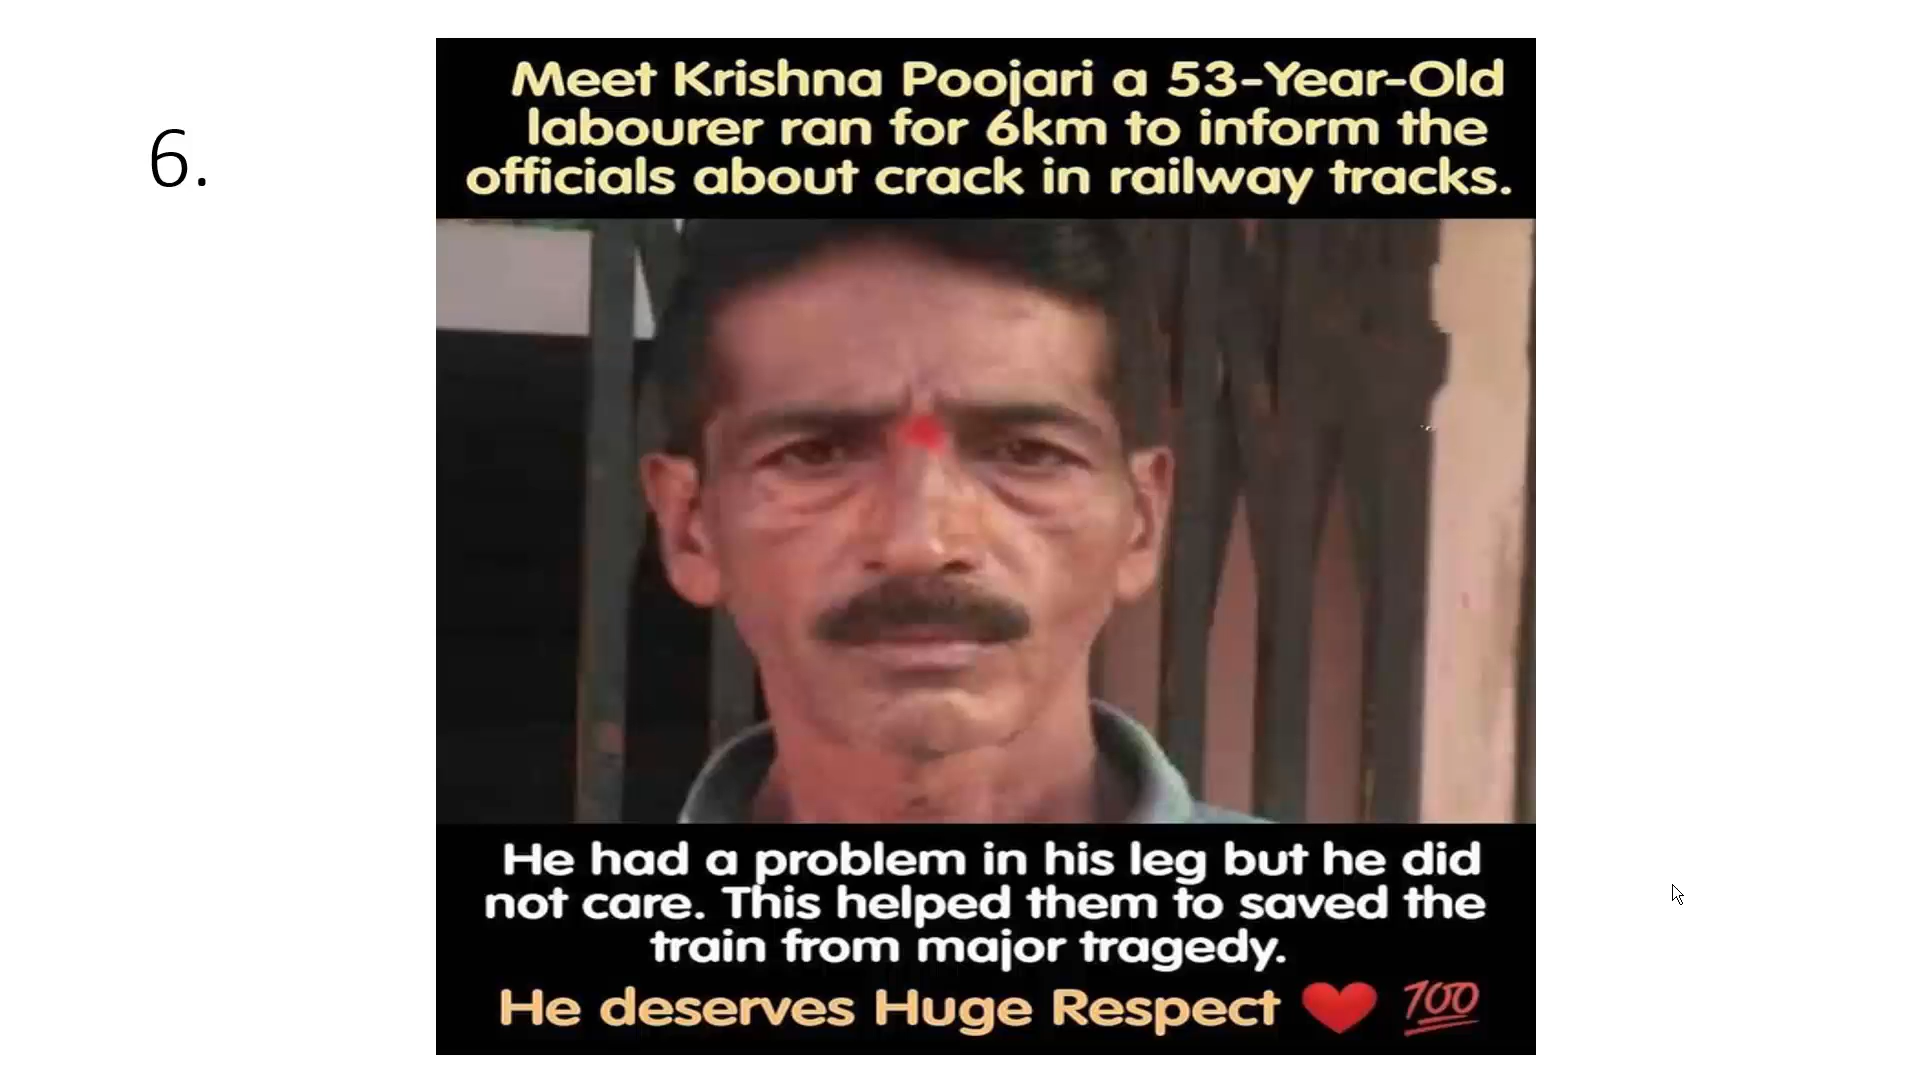 6.
Meet Krishna Poojari a 53-Year-Old
labourer ran for 6km to inform the
officials about crack in railway tracks.
He had a problem in his leg but he did
not care. This helped them to saved the
train from major tragedy.
He deserves Huge Respect ❤️ 💯